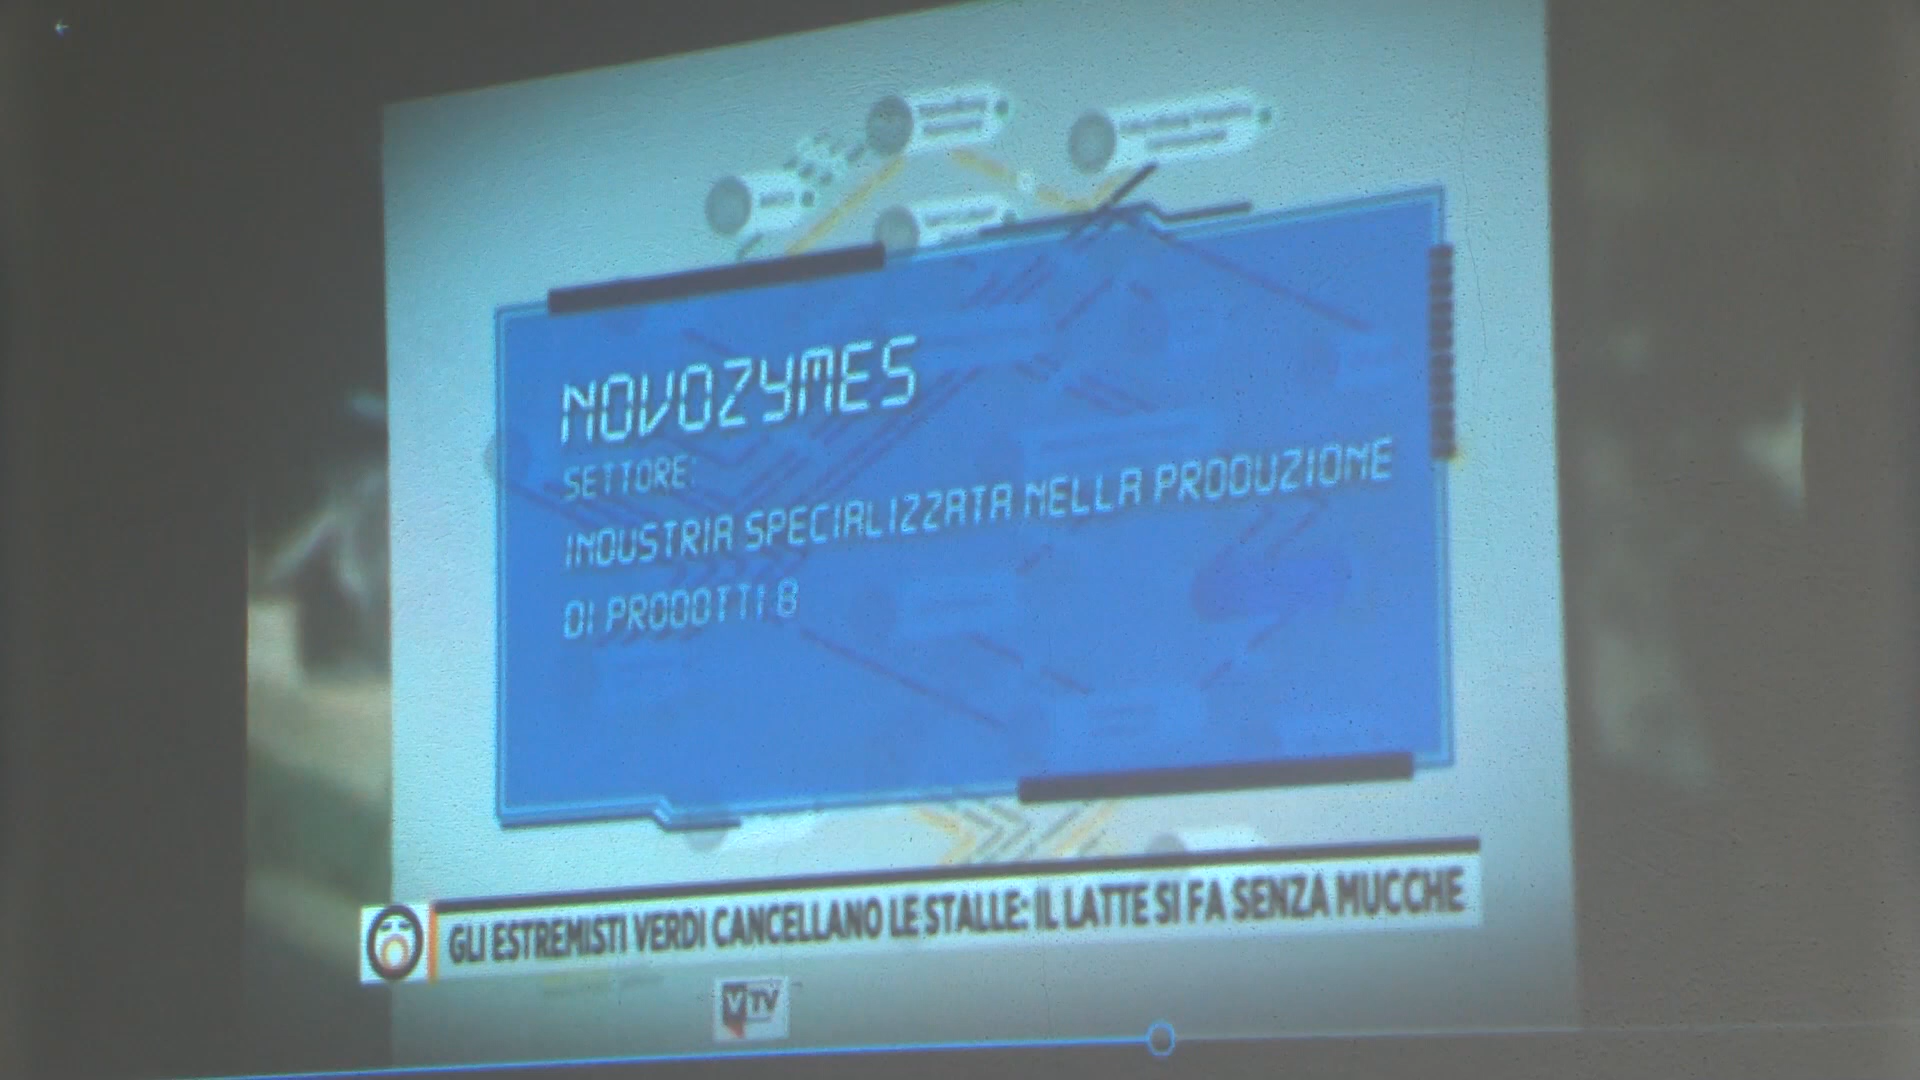 NOVOZYMES
SETTORE:
INDUSTRIA SPECIALIZZATA NELLA PRODUZIONE
DI PRODOTTI B
GLI ESTREMISTI VERDI CANCELLANO LE STALLE: IL LATTE SI FA SENZA MUCCHE
VTV